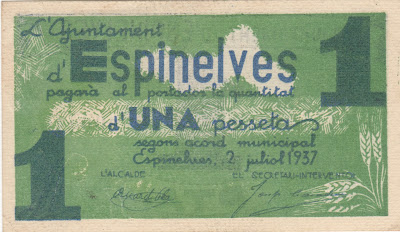 L'Ajuntament 1
d'Espinelves
pagarà al portador la quantitat
d'UNA pesseta
segons acord municipal
Espinelves, 2 juliol 1937
1 L'ALCALDE EL SECRETARI-INTERVENTOR